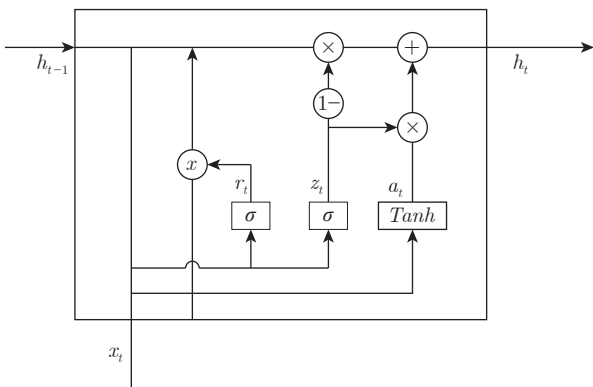 × +
h_{t−1} h_t
1−
×
x
r_t z_t a_t
σ σ Tanh
x_t